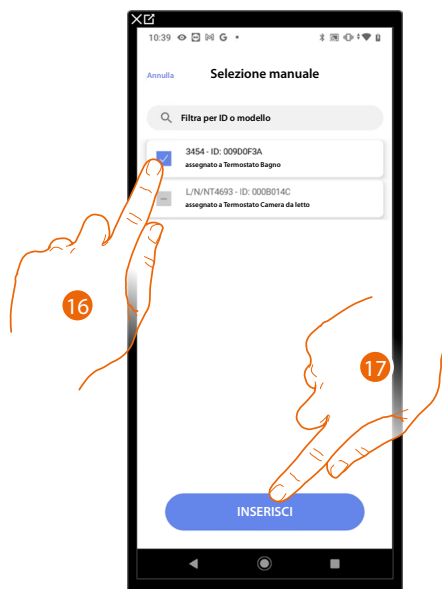 10:39 G
Annulla Selezione manuale
Filtra per ID o modello
3454 - ID: 009D0F3A
assegnato a Termostato Bagno
L/N/NT4693 - ID: 000B014C
assegnato a Termostato Camera da letto
16
17
INSERISCI